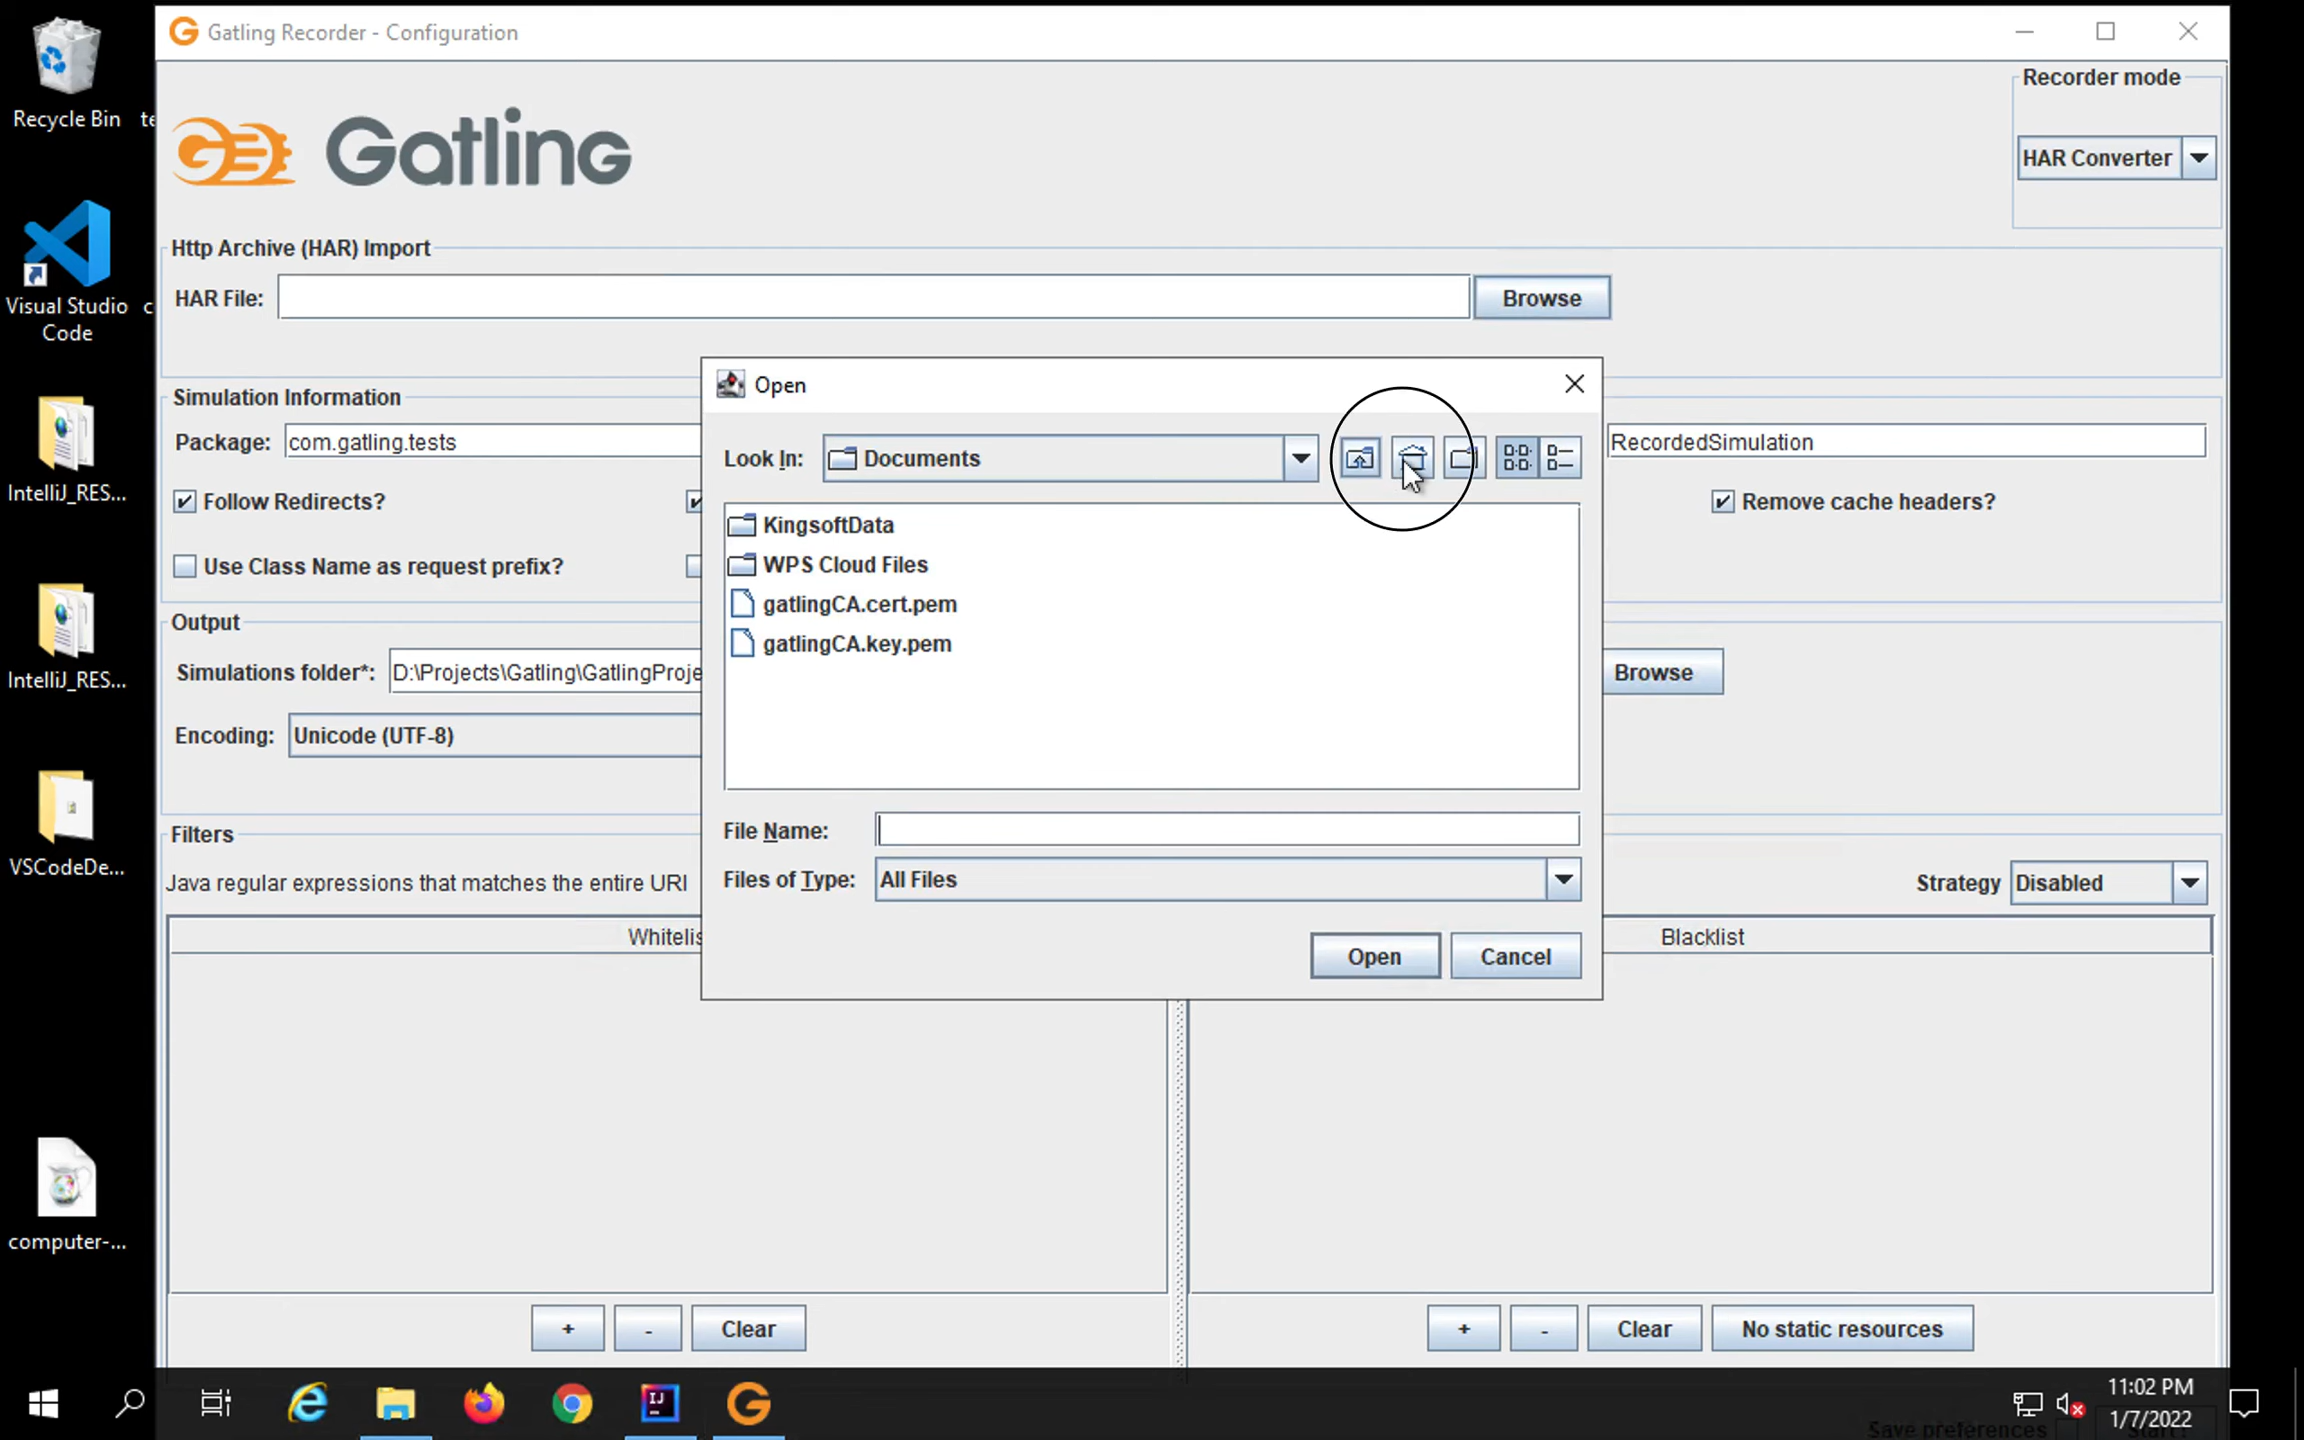 Gatling Recorder - Configuration
Recycle Bin
te
Visual Studio
Code
c
IntelliJ_RES...
IntelliJ_RES...
VSCodeDe...
computer-...
Gatling
Recorder mode
HAR Converter
Http Archive (HAR) Import
HAR File:
Browse
Simulation Information
Package:
com.gatling.tests
RecordedSimulation
Follow Redirects?
Remove cache headers?
Use Class Name as request prefix?
Output
Simulations folder*:
D:\Projects\Gatling\GatlingProje
Browse
Encoding:
Unicode (UTF-8)
Filters
Java regular expressions that matches the entire URI
Strategy
Disabled
Whitelis
Blacklist
+
-
Clear
+
-
Clear
No static resources
Open
Look In:
Documents
KingsoftData
WPS Cloud Files
gatlingCA.cert.pem
gatlingCA.key.pem
File Name:
Files of Type:
All Files
Open
Cancel
IJ
11:02 PM
1/7/2022
Save preferences
Start!